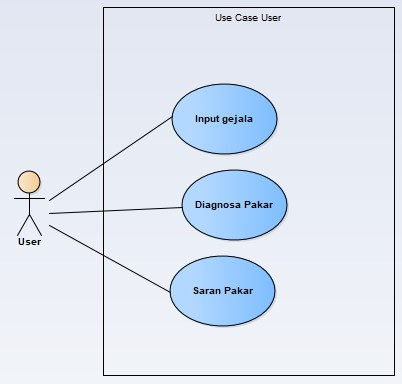 Use Case User
Input gejala
Diagnosa Pakar
User
Saran Pakar